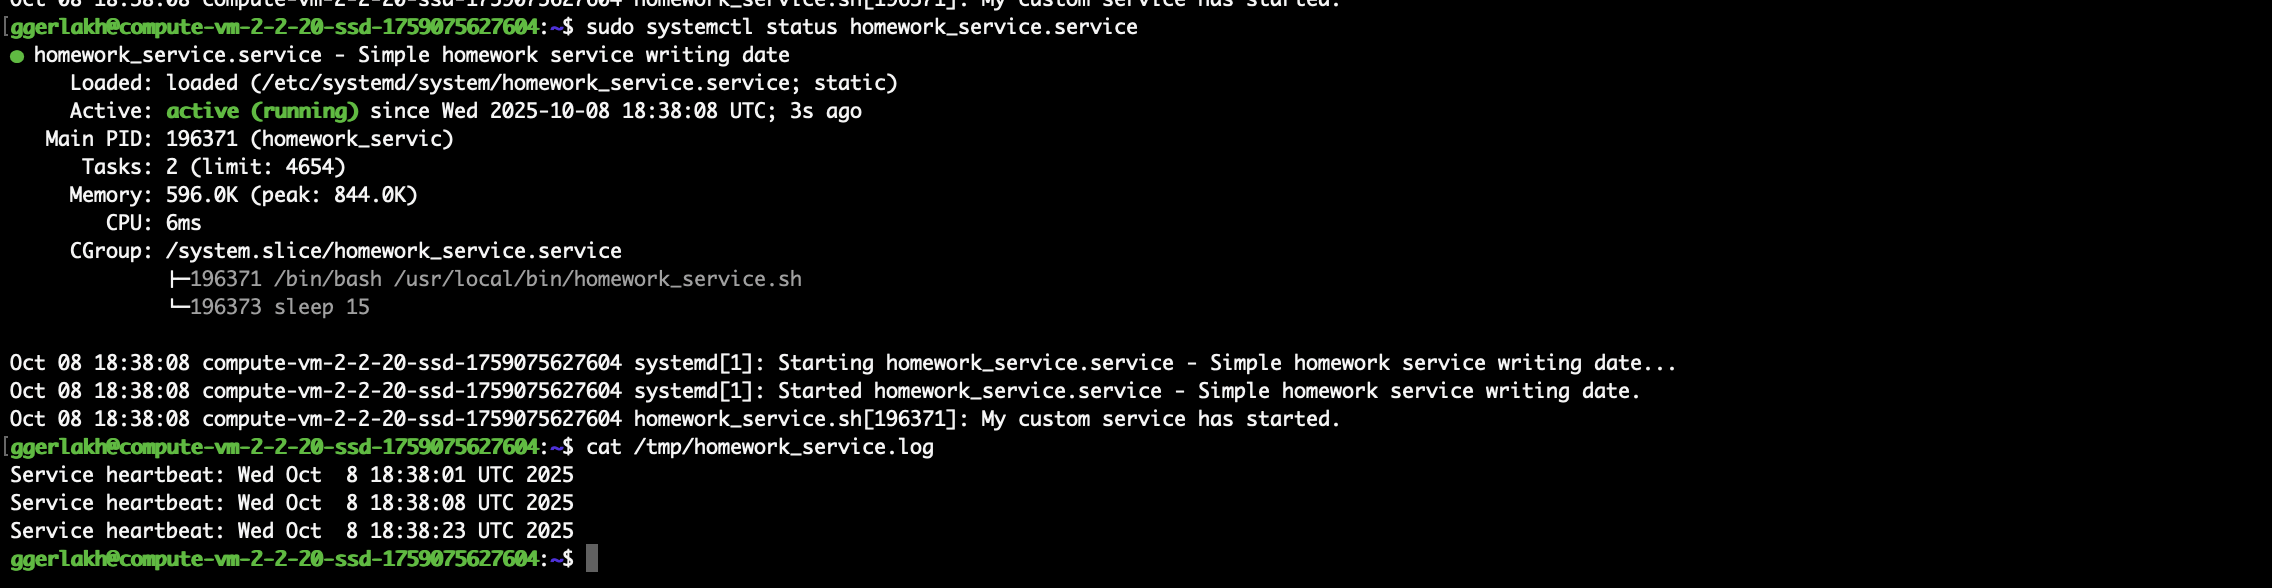 Oct 08 18:38:08 compute-vm-2-2-20-ssd-1759075627604 homework_service.sh[196371]: My custom service has started.
[ggerlakh@compute-vm-2-2-20-ssd-1759075627604:~$ sudo systemctl status homework_service.service
● homework_service.service - Simple homework service writing date
     Loaded: loaded (/etc/systemd/system/homework_service.service; static)
     Active: active (running) since Wed 2025-10-08 18:38:08 UTC; 3s ago
   Main PID: 196371 (homework_servic)
      Tasks: 2 (limit: 4654)
     Memory: 596.0K (peak: 844.0K)
        CPU: 6ms
     CGroup: /system.slice/homework_service.service
             ├─196371 /bin/bash /usr/local/bin/homework_service.sh
             └─196373 sleep 15
Oct 08 18:38:08 compute-vm-2-2-20-ssd-1759075627604 systemd[1]: Starting homework_service.service - Simple homework service writing date...
Oct 08 18:38:08 compute-vm-2-2-20-ssd-1759075627604 systemd[1]: Started homework_service.service - Simple homework service writing date.
Oct 08 18:38:08 compute-vm-2-2-20-ssd-1759075627604 homework_service.sh[196371]: My custom service has started.
[ggerlakh@compute-vm-2-2-20-ssd-1759075627604:~$ cat /tmp/homework_service.log
Service heartbeat: Wed Oct  8 18:38:01 UTC 2025
Service heartbeat: Wed Oct  8 18:38:08 UTC 2025
Service heartbeat: Wed Oct  8 18:38:23 UTC 2025
ggerlakh@compute-vm-2-2-20-ssd-1759075627604:~$